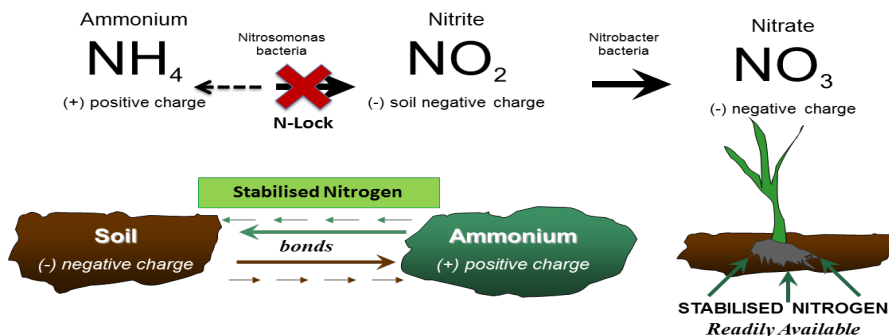 Ammonium
NH4
(+) positive charge
Nitrosomonas
bacteria
N-Lock
Nitrite
NO2
(-) soil negative charge
Nitrobacter
bacteria
Nitrate
NO3
(-) negative charge
Stabilised Nitrogen
Soil
(-) negative charge
bonds
Ammonium
(+) positive charge
STABILISED NITROGEN
Readily Available